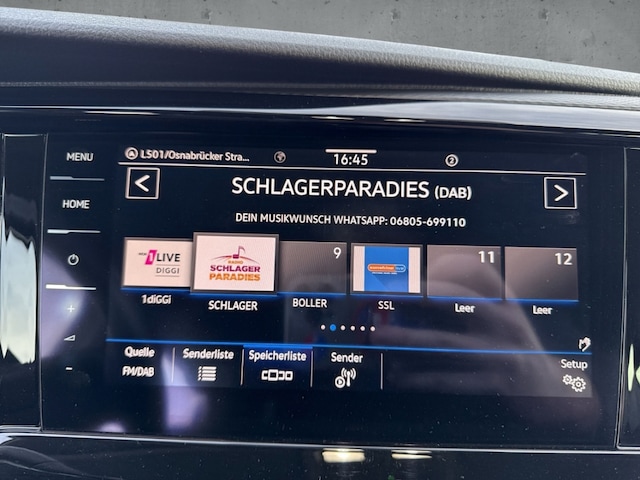 L501/Osnabrücker Stra...
16:45
2
MENU
HOME
SCHLAGERPARADIES (DAB)
DEIN MUSIKWUNSCH WHATSAPP: 06805-699110
1LIVE
DIGGI
RADIO
SCHLAGER
PARADIES
9
11
12
1diGGi
SCHLAGER
BOLLER
SSL
Leer
Leer
Quelle
FM/DAB
Senderliste
Speicherliste
Sender
Setup